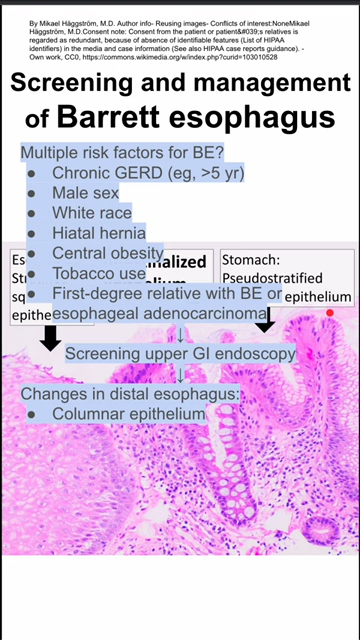 By Mikael Häggström, M.D. Author info- Reusing images- Conflicts of interest:NoneMikael
Häggström, M.D.Consent note: Consent from the patient or patient&#039;s relatives is
regarded as redundant, because of absence of identifiable features (List of HIPAA
identifiers) in the media and case information (See also HIPAA case reports guidance). -
Own work, CC0, https://commons.wikimedia.org/w/index.php?curid=103010528
Screening and management
of Barrett esophagus
Multiple risk factors for BE?
● Chronic GERD (eg, >5 yr)
● Male sex
● White race
● Hiatal hernia
● Central obesity
● Tobacco use
● First-degree relative with BE or
esophageal adenocarcinoma
Stomach:
Pseudostratified
epithelium
↓
Screening upper GI endoscopy
↓
Changes in distal esophagus:
● Columnar epithelium